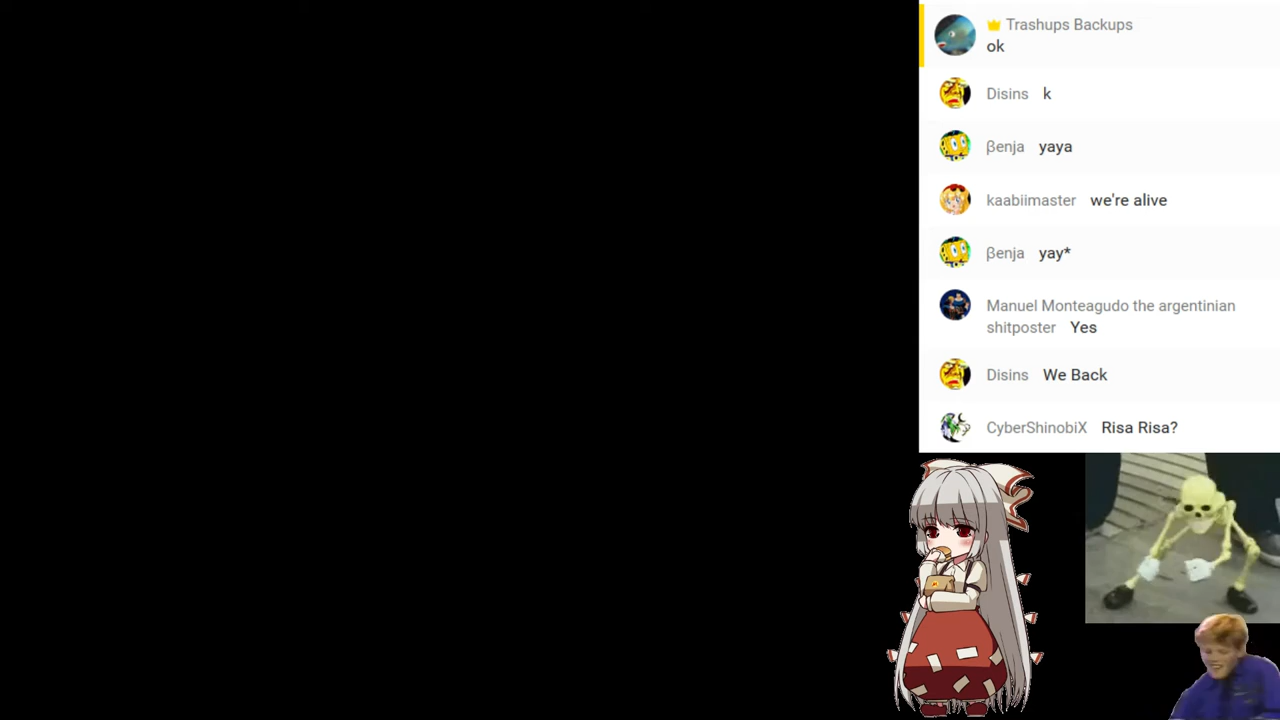 Trashups Backups
ok
Disins k
βenja yaya
kaabiimaster we're alive
βenja yay*
Manuel Monteagudo the argentinian
shitposter Yes
Disins We Back
CyberShinobiX Risa Risa?